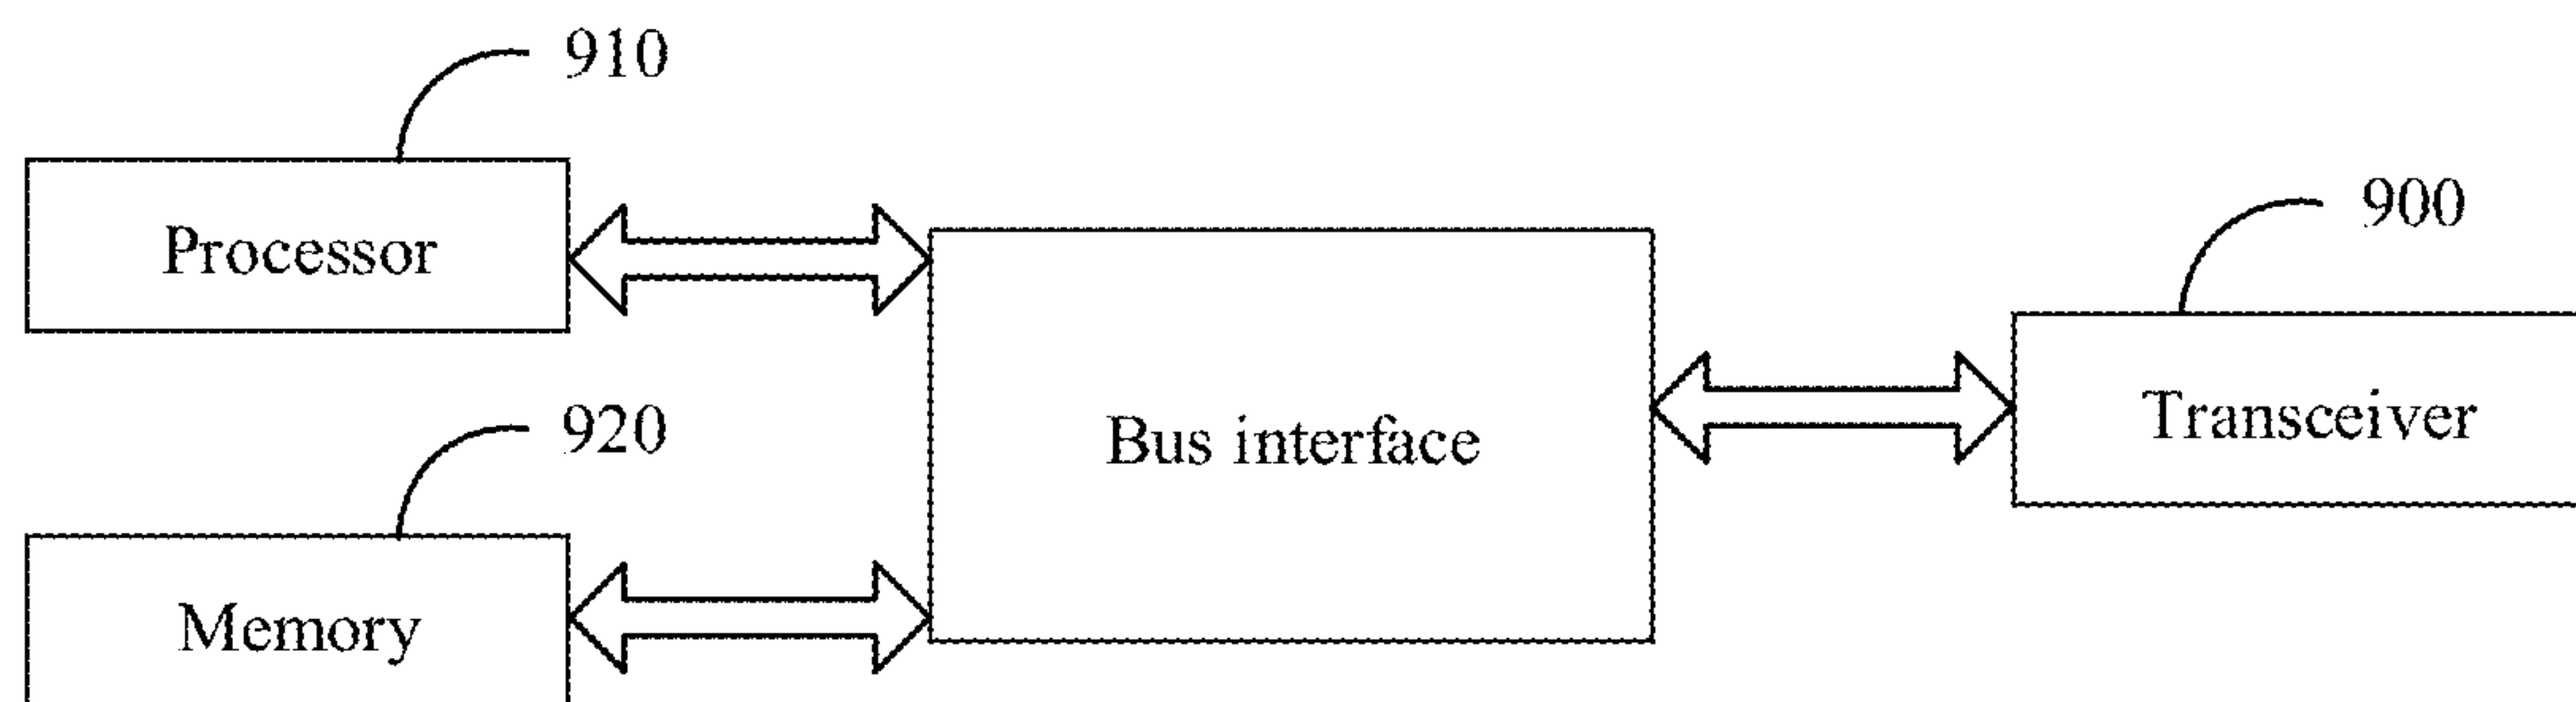 910
Processor
900
Transceiver
Bus interface
920
Memory